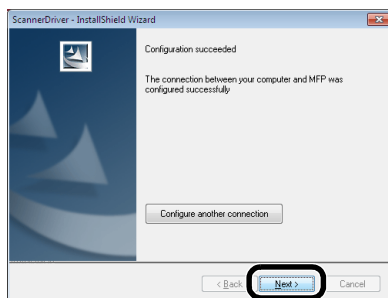 ScannerDriver - InstallShield Wizard
Configuration succeeded
The connection between your computer and MFP was
configured successfully
Configure another connection
< Back
Next >
Cancel